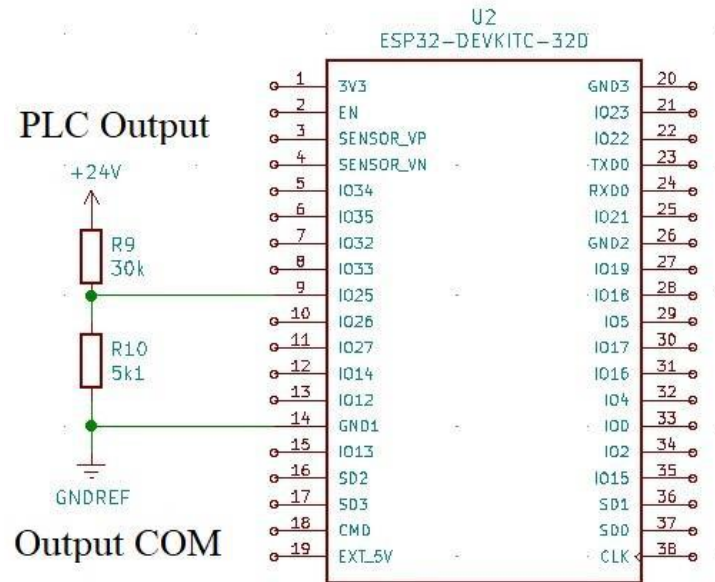 U2
ESP32-DEVKITC-32D
PLC Output
+24V
R9
30k
R10
5k1
GNDREF
Output COM
1 3V3
2 EN
3 SENSOR_VP
4 SENSOR_VN
5 IO34
6 IO35
7 IO32
8 IO33
9 IO25
10 IO26
11 IO27
12 IO14
13 IO12
14 GND1
15 IO13
16 SD2
17 SD3
18 CMD
19 EXT_5V
GND3 20
IO23 21
IO22 22
TXD0 23
RXD0 24
IO21 25
GND2 26
IO19 27
IO18 28
IO5 29
IO17 30
IO16 31
IO4 32
IO0 33
IO2 34
IO15 35
SD1 36
SD0 37
CLK 38